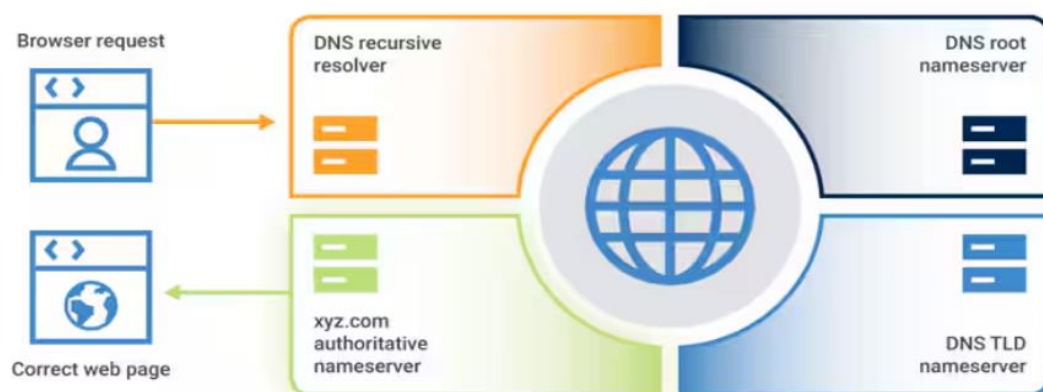 Browser request
DNS recursive
resolver
DNS root
nameserver
xyz.com
authoritative
nameserver
DNS TLD
nameserver
Correct web page